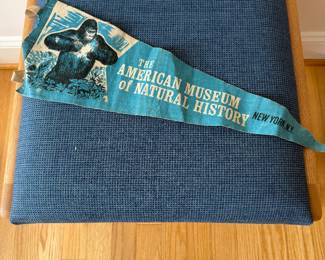 THE
AMERICAN MUSEUM
of NATURAL HISTORY
NEW YORK N.Y.